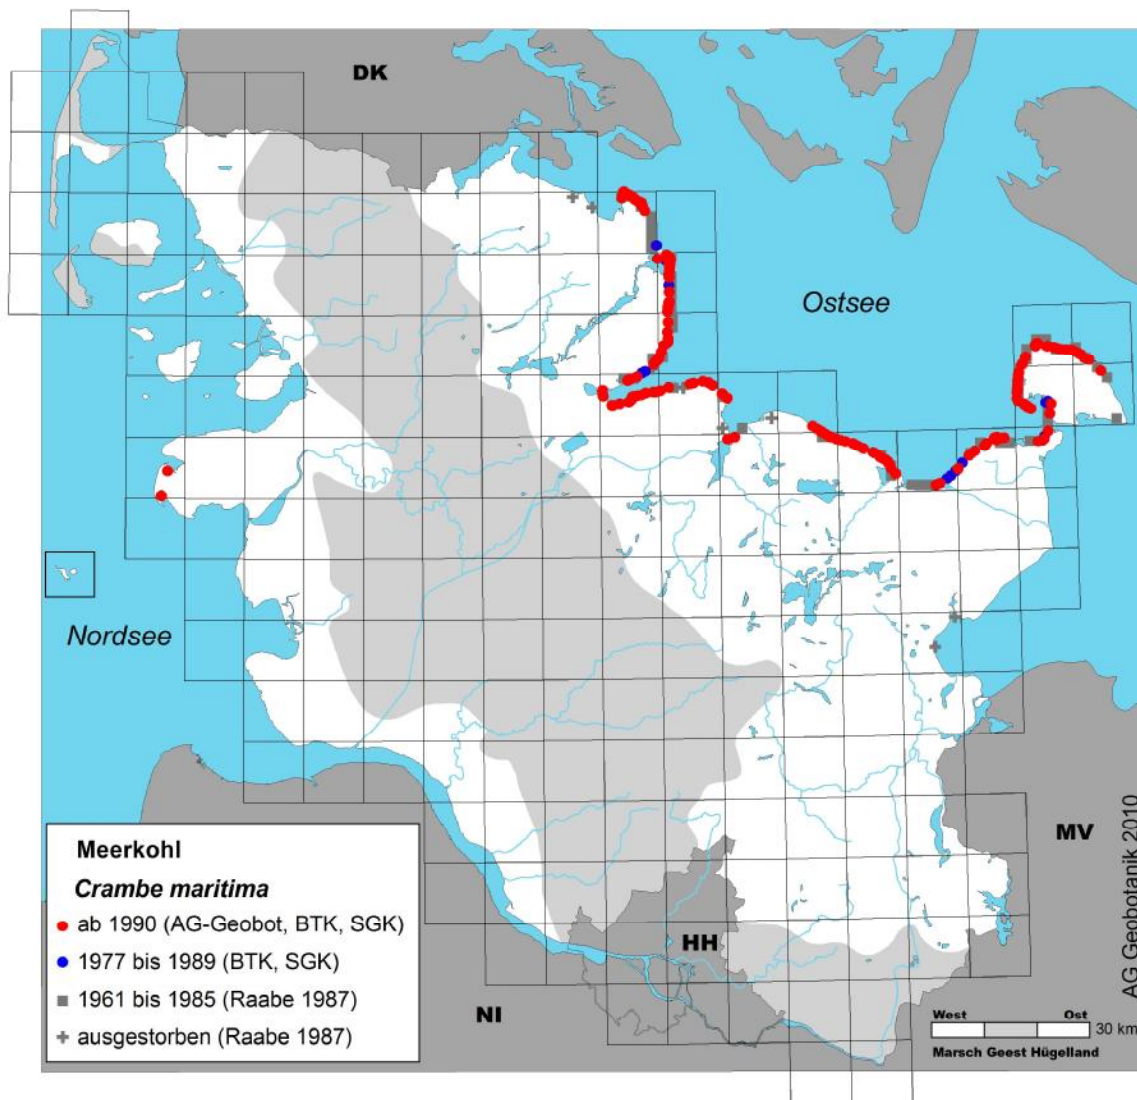 DK
Ostsee
Nordsee
MV
HH
NI
Meerkohl
Crambe maritima
ab 1990 (AG-Geobot, BTK, SGK)
1977 bis 1989 (BTK, SGK)
1961 bis 1985 (Raabe 1987)
ausgestorben (Raabe 1987)
West Ost
30 km
Marsch Geest Hügelland
AG Geobotanik 2010